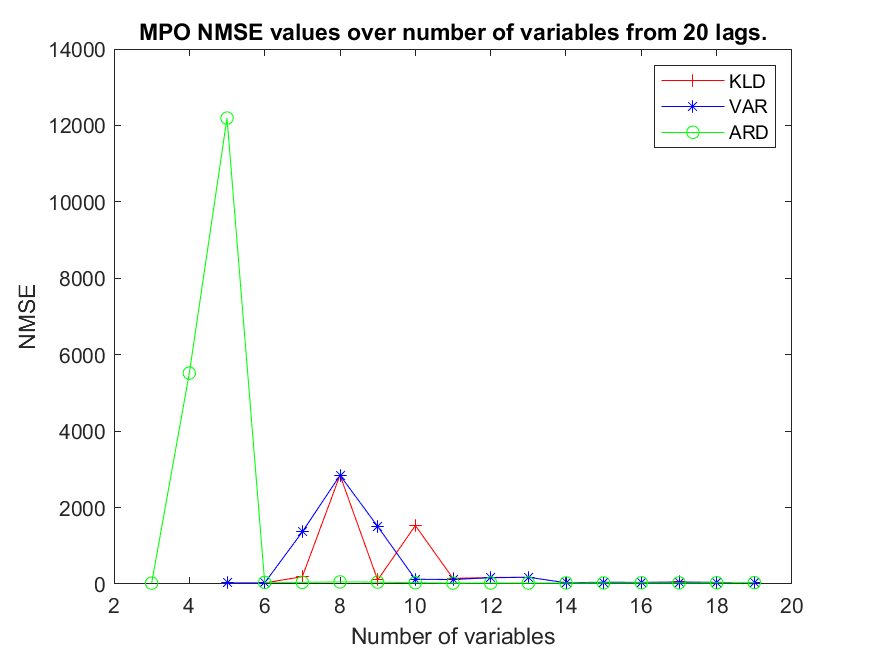 MPO NMSE values over number of variables from 20 lags.
14000
12000
10000
8000
6000
4000
2000
0
NMSE
KLD
VAR
ARD
2 4 6 8 10 12 14 16 18 20
Number of variables